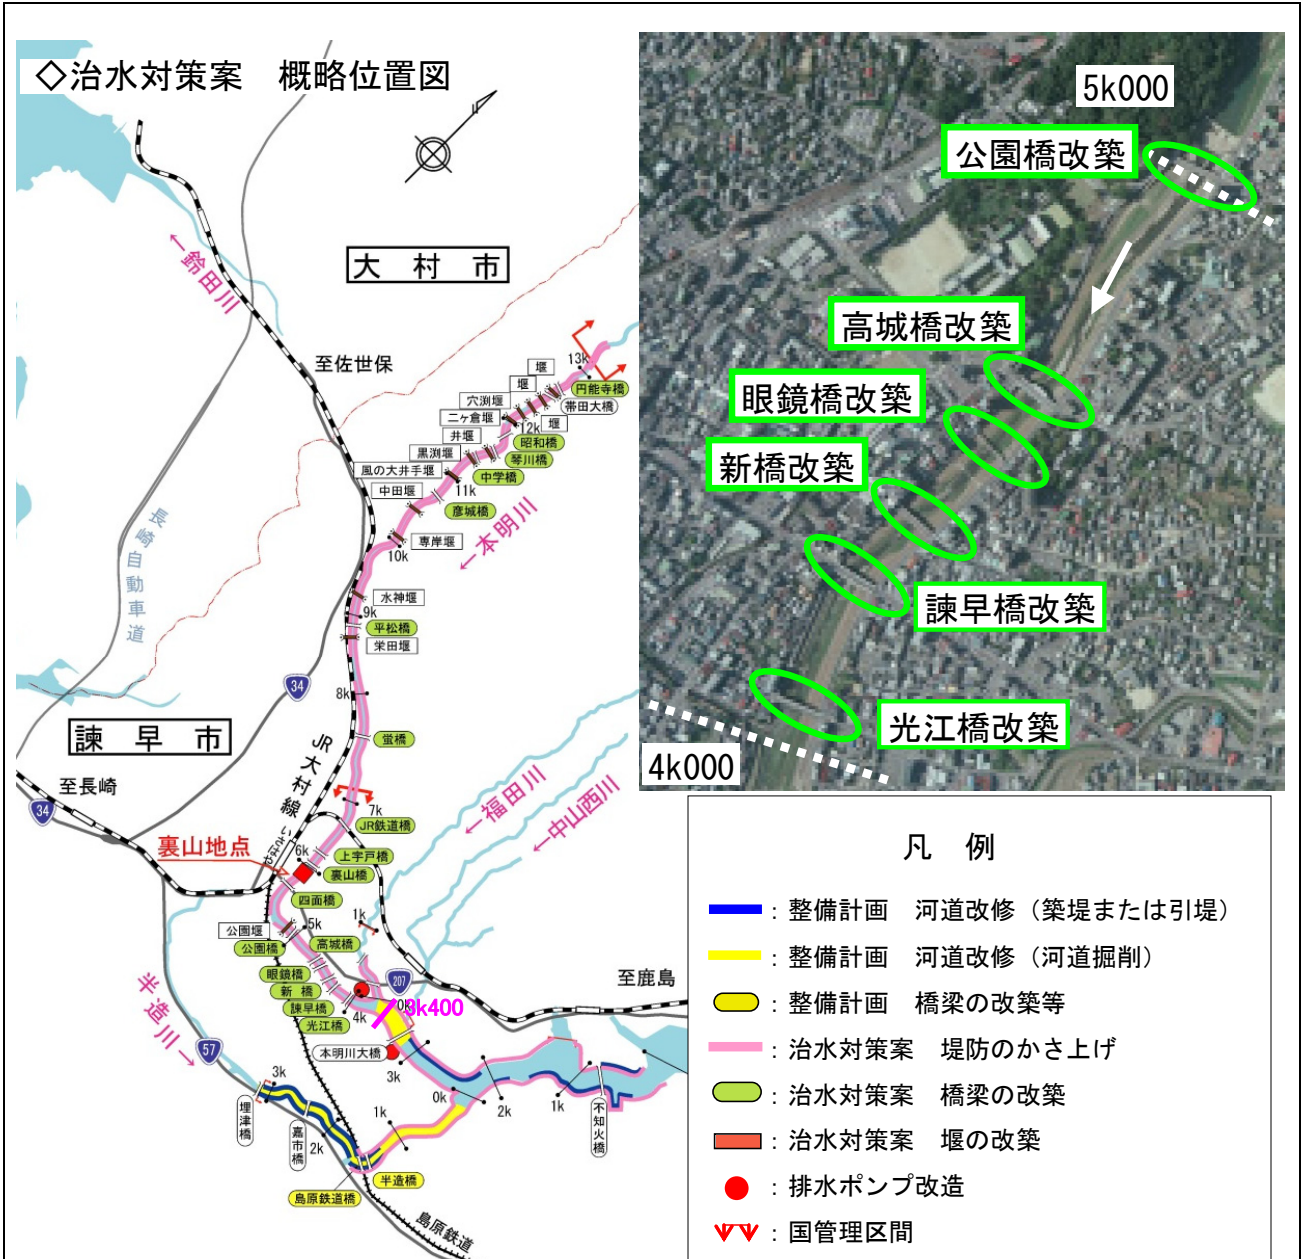 ◇治水対策案　概略位置図
大村市
←鈴田川
至佐世保
13k
堰
堰
円能寺橋
穴渕堰
帯田大橋
二ヶ倉堰
12k
堰
井堰
昭和橋
黒渕堰
琴川橋
風の大井手堰
中学橋
11k
中田堰
彦城橋
専岸堰
10k
←本明川
長崎自動車道
水神堰
9k
平松橋
栄田堰
34
8k
諫早市
蛍橋
JR大村線
至長崎
34
7k
JR鉄道橋
←福田川
←中山西川
いさはや
裏山地点
6k
上宇戸橋
裏山橋
四面橋
1k
公園堰
5k
公園橋
高城橋
眼鏡橋
新橋
諫早橋
光江橋
4k
0k
3k400
207
至鹿島
半造川→
57
本明川大橋
3k
0k
2k
1k
不知火橋
3k
埋津橋
嘉市橋
2k
1k
半造橋
島原鉄道橋
島原鉄道
5k000
公園橋改築
高城橋改築
眼鏡橋改築
新橋改築
諫早橋改築
光江橋改築
4k000
凡　例
：整備計画　河道改修（築堤または引堤）
：整備計画　河道改修（河道掘削）
：整備計画　橋梁の改築等
：治水対策案　堤防のかさ上げ
：治水対策案　橋梁の改築
：治水対策案　堰の改築
：排水ポンプ改造
：国管理区間